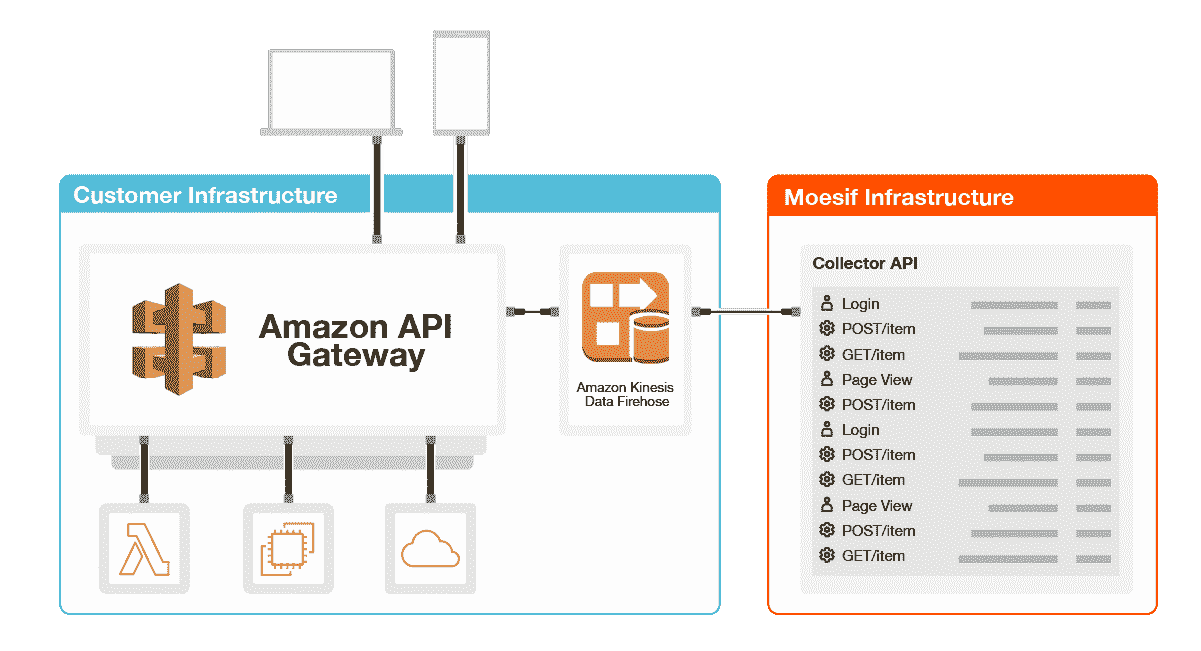 Customer Infrastructure
Amazon API
Gateway
Amazon Kinesis
Data Firehose
Moesif Infrastructure
Collector API
Login
POST/item
GET/item
Page View
POST/item
Login
POST/item
GET/item
Page View
POST/item
GET/item